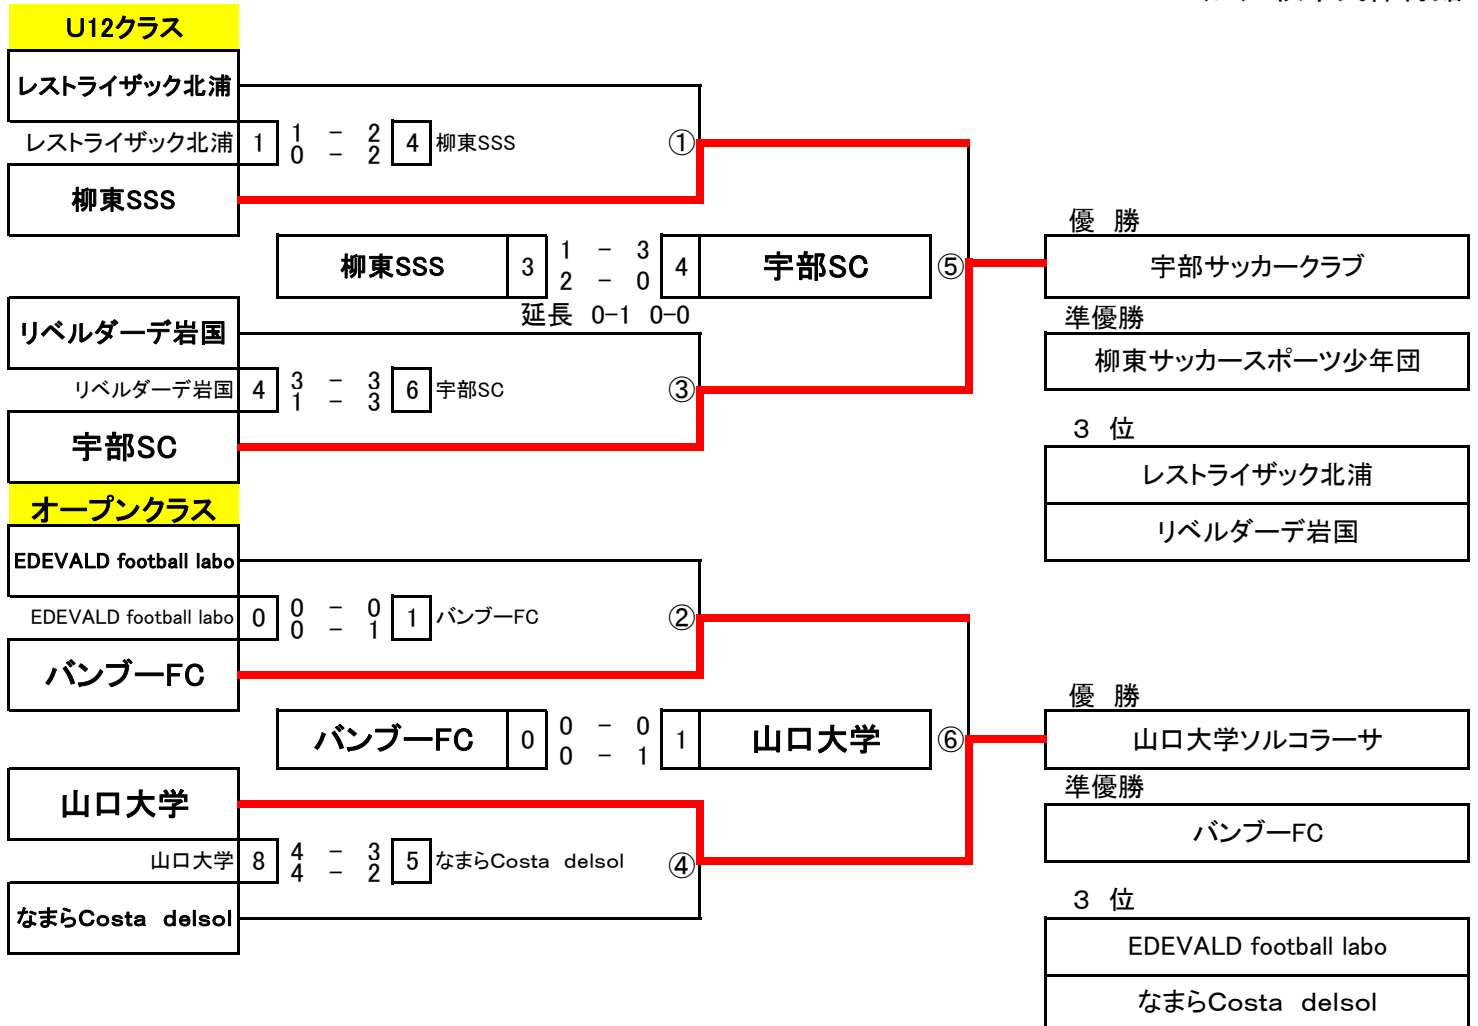 U12クラス
レストライザック北浦
レストライザック北浦 1 1 - 2 4 柳東SSS ①
0 - 2
柳東SSS
柳東SSS 3 1 - 3 4 宇部SC ⑤
2 - 0
延長 0-1 0-0
リベルダーデ岩国
リベルダーデ岩国 4 3 - 3 6 宇部SC ③
1 - 3
宇部SC
優 勝
宇部サッカークラブ
準優勝
柳東サッカースポーツ少年団
3 位
レストライザック北浦
リベルダーデ岩国
オープンクラス
EDEVALD football labo
EDEVALD football labo 0 0 - 0 1 バンブーFC ②
0 - 1
バンブーFC
バンブーFC 0 0 - 0 1 山口大学 ⑥
0 - 1
山口大学
山口大学 8 4 - 3 5 なまらCosta delsol ④
4 - 2
なまらCosta delsol
優 勝
山口大学ソルコラーサ
準優勝
バンブーFC
3 位
EDEVALD football labo
なまらCosta delsol